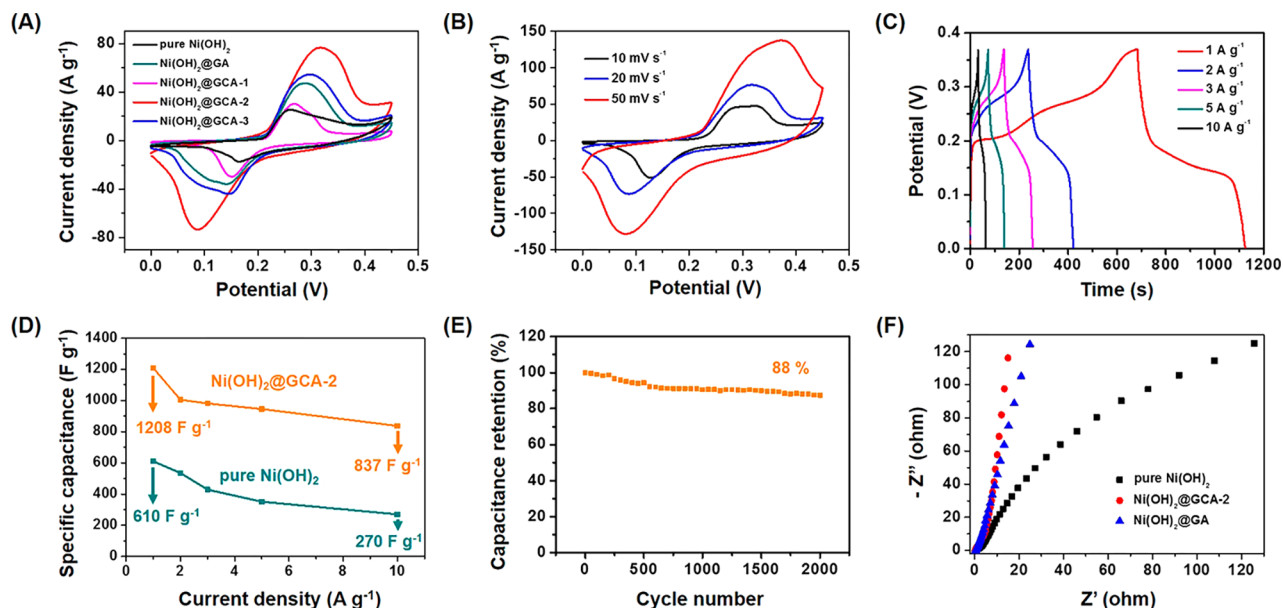 (A)
80
40
0
-40
-80
Current density (A g⁻¹)
pure Ni(OH)₂
Ni(OH)₂@GA
Ni(OH)₂@GCA-1
Ni(OH)₂@GCA-2
Ni(OH)₂@GCA-3
0.0 0.1 0.2 0.3 0.4 0.5
Potential (V)
(B)
150
100
50
0
-50
-100
-150
Current density (A g⁻¹)
10 mV s⁻¹
20 mV s⁻¹
50 mV s⁻¹
0.0 0.1 0.2 0.3 0.4 0.5
Potential (V)
(C)
0.4
0.3
0.2
0.1
0.0
Potential (V)
1 A g⁻¹
2 A g⁻¹
3 A g⁻¹
5 A g⁻¹
10 A g⁻¹
0 200 400 600 800 1000 1200
Time (s)
(D)
1400
1200
1000
800
600
400
200
0
Specific capacitance (F g⁻¹)
Ni(OH)₂@GCA-2
1208 F g⁻¹
837 F g⁻¹
pure Ni(OH)₂
610 F g⁻¹
270 F g⁻¹
0 2 4 6 8 10
Current density (A g⁻¹)
(E)
120
100
80
60
40
20
0
Capacitance retention (%)
88 %
0 500 1000 1500 2000
Cycle number
(F)
120
100
80
60
40
20
0
- Z'' (ohm)
pure Ni(OH)₂
Ni(OH)₂@GCA-2
Ni(OH)₂@GA
0 20 40 60 80 100 120
Z' (ohm)